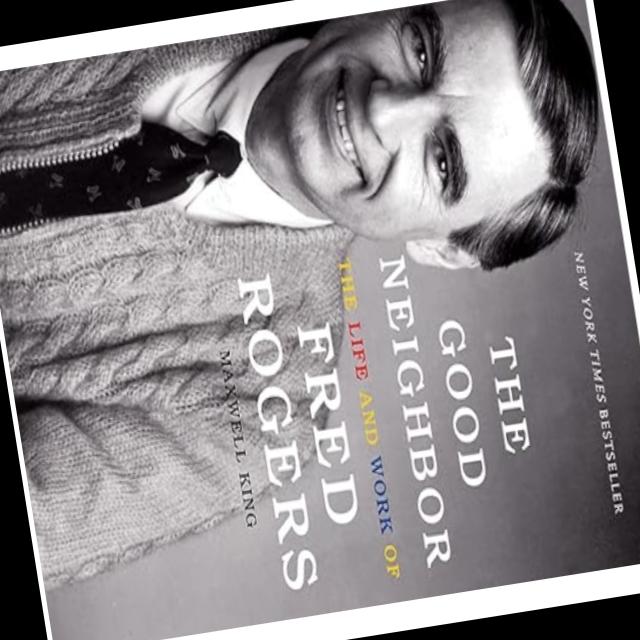 NEW YORK TIMES BESTSELLER
THE
GOOD
NEIGHBOR
THE LIFE AND WORK OF
FRED
ROGERS
MAXWELL KING